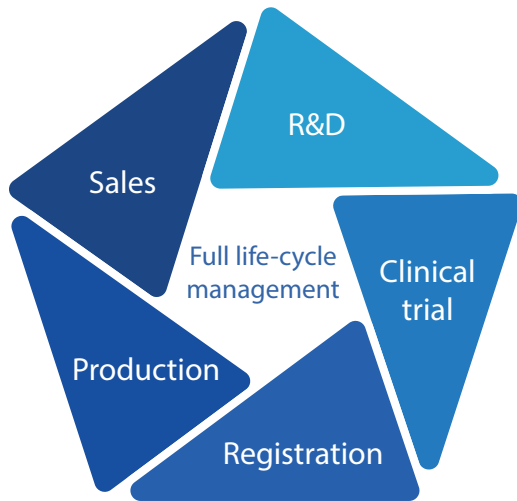 R&D
Sales
Full life-cycle
management
Clinical
trial
Production
Registration